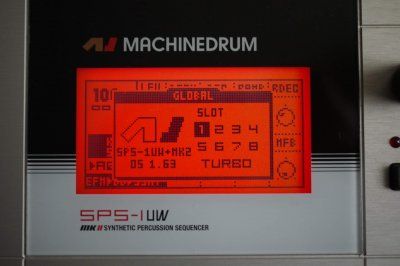 MACHINEDRUM
GLOBAL
SLOT
1 2 3 4
5 6 7 8
SPS-1UW+MK2
OS 1.63
TURBO
MFB
SPS-1UW
MKII SYNTHETIC PERCUSSION SEQUENCER